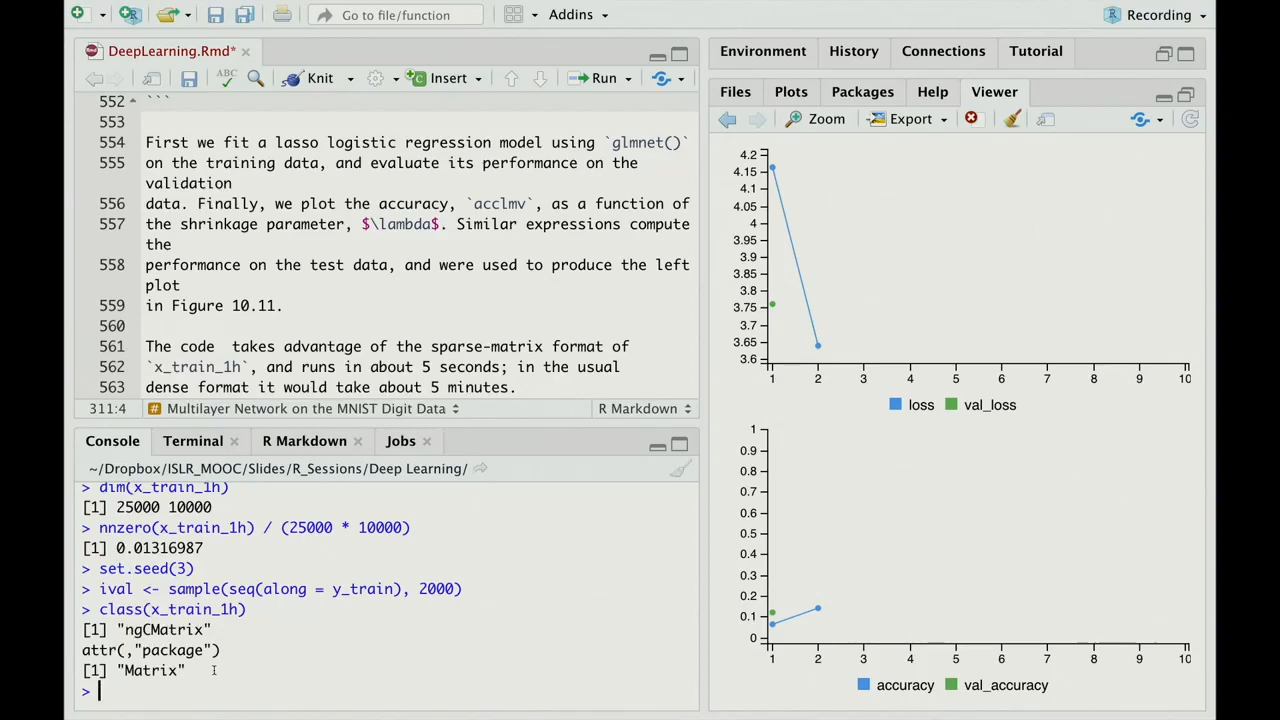 Go to file/function
Addins
Recording
DeepLearning.Rmd*
ABC
Knit
Insert
Run
552 ```
553
554 First we fit a lasso logistic regression model using `glmnet()`
555 on the training data, and evaluate its performance on the
validation
556 data. Finally, we plot the accuracy, `acclmv`, as a function of
557 the shrinkage parameter, $\lambda$. Similar expressions compute
the
558 performance on the test data, and were used to produce the left
plot
559 in Figure 10.11.
560
561 The code  takes advantage of the sparse-matrix format of
562 `x_train_1h`, and runs in about 5 seconds; in the usual
563 dense format it would take about 5 minutes.
311:4 # Multilayer Network on the MNIST Digit Data R Markdown
Console Terminal R Markdown Jobs
~/Dropbox/ISLR_MOOC/Slides/R_Sessions/Deep Learning/
> dim(x_train_1h)
[1] 25000 10000
> nnzero(x_train_1h) / (25000 * 10000)
[1] 0.01316987
> set.seed(3)
> ival <- sample(seq(along = y_train), 2000)
> class(x_train_1h)
[1] "ngCMatrix"
attr(,"package")
[1] "Matrix"
>
Environment History Connections Tutorial
Files Plots Packages Help Viewer
Zoom Export
4.2
4.15
4.1
4.05
4
3.95
3.9
3.85
3.8
3.75
3.7
3.65
3.6
1 2 3 4 5 6 7 8 9 10
loss val_loss
1
0.9
0.8
0.7
0.6
0.5
0.4
0.3
0.2
0.1
0
1 2 3 4 5 6 7 8 9 10
accuracy val_accuracy